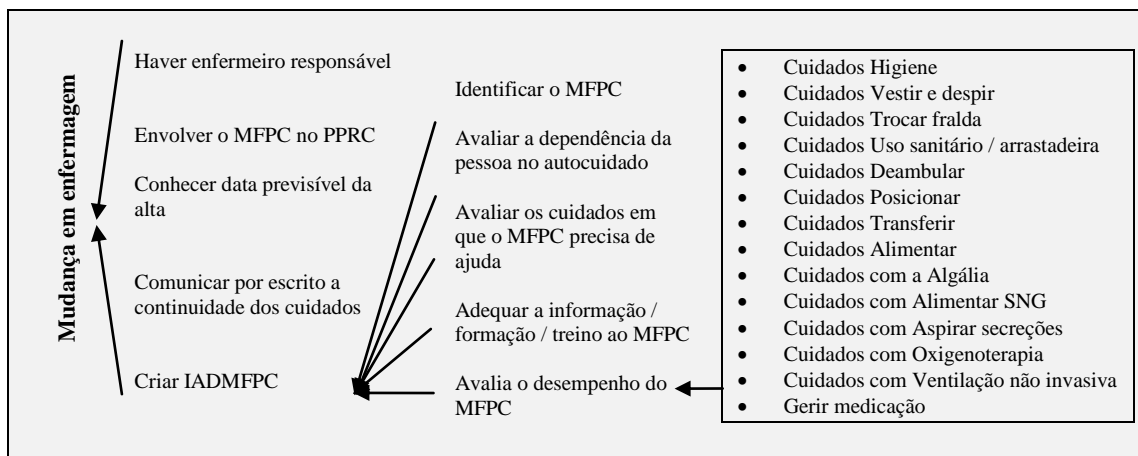 Mudança em enfermagem
Haver enfermeiro responsável
Envolver o MFPC no PPRC
Conhecer data previsível da
alta
Comunicar por escrito a
continuidade dos cuidados
Criar IADMFPC
Identificar o MFPC
Avaliar a dependência da
pessoa no autocuidado
Avaliar os cuidados em
que o MFPC precisa de
ajuda
Adequar a informação /
formação / treino ao MFPC
Avalia o desempenho do
MFPC
• Cuidados Higiene
• Cuidados Vestir e despir
• Cuidados Trocar fralda
• Cuidados Uso sanitário / arrastadeira
• Cuidados Deambular
• Cuidados Posicionar
• Cuidados Transferir
• Cuidados Alimentar
• Cuidados com a Algália
• Cuidados com Alimentar SNG
• Cuidados com Aspirar secreções
• Cuidados com Oxigenoterapia
• Cuidados com Ventilação não invasiva
• Gerir medicação